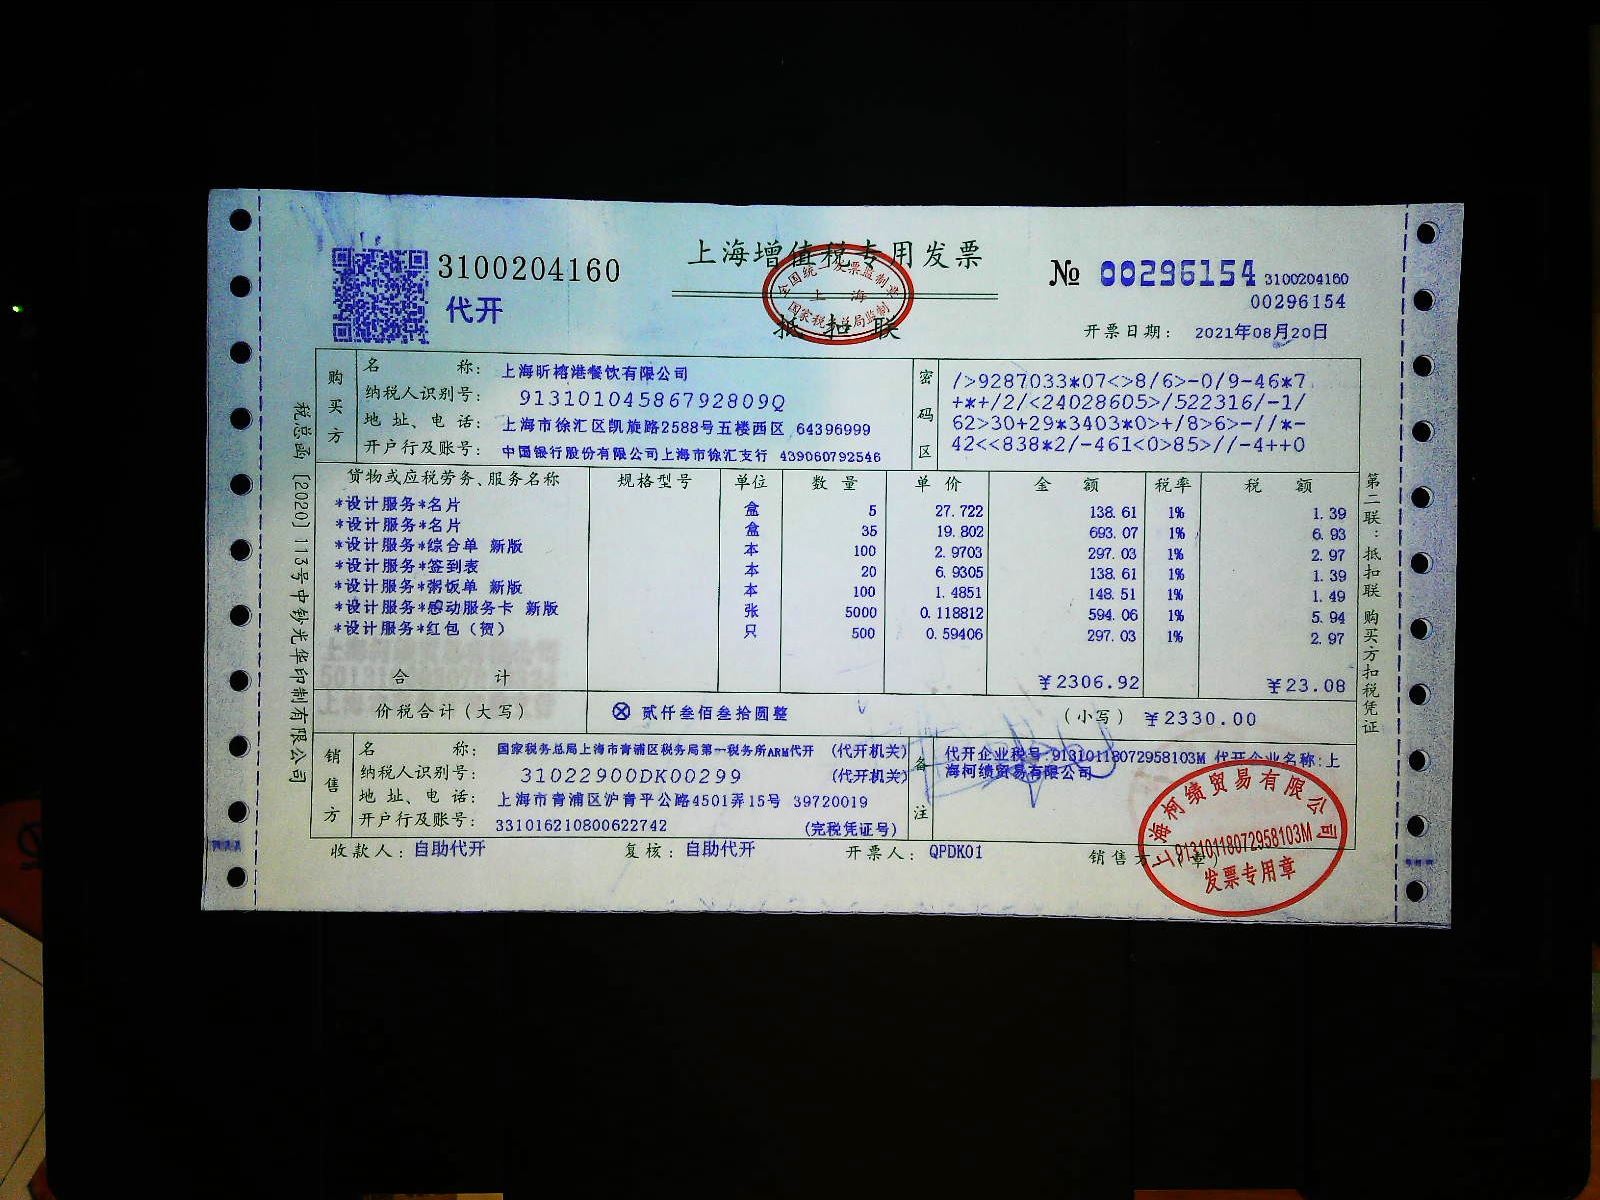 上海增值税专用发票
3100204160
代开
全国统一发票监制章
上海
国家税务总局监制
抵扣联
№ 00296154 3100204160
00296154
开票日期: 2021年08月20日
购买方
名称: 上海昕榕港餐饮有限公司
纳税人识别号: 91310104586792809Q
地址、电话: 上海市徐汇区凯旋路2588号五楼西区 64396999
开户行及账号: 中国银行股份有限公司上海市徐汇支行 439060792546
密码区
/>9287033*07<>8/6>-0/9-46*7
+*+/2/<24028605>/522316/-1/
62>30+29*3403*0>+/8>6>-//*-
42<<838*2/-461<0>85>//-4++0
货物或应税劳务、服务名称 规格型号 单位 数量 单价 金额 税率 税额
*设计服务*名片 盒 5 27.722 138.61 1% 1.39
*设计服务*名片 盒 35 19.802 693.07 1% 6.93
*设计服务*综合单 新版 本 100 2.9703 297.03 1% 2.97
*设计服务*签到表 本 20 6.9305 138.61 1% 1.39
*设计服务*粥饭单 新版 本 100 1.4851 148.51 1% 1.49
*设计服务*感动服务卡 新版 张 5000 0.118812 594.06 1% 5.94
*设计服务*红包（贺） 只 500 0.59406 297.03 1% 2.97
合计 ¥2306.92 ¥23.08
价税合计（大写） ⊗ 贰仟叁佰叁拾圆整 （小写） ¥2330.00
销售方
名称: 国家税务总局上海市青浦区税务局第一税务所ARM代开 (代开机关)
纳税人识别号: 31022900DK00299 (代开机关)
地址、电话: 上海市青浦区沪青平公路4501弄15号 39720019
开户行及账号: 331016210800622742 (完税凭证号)
备注
代开企业税号:91310118072958103M 代开企业名称:上
海柯绩贸易有限公司
收款人: 自助代开 复核: 自助代开 开票人: QPDK01 销售方:（章）
上海柯绩贸易有限公司
91310118072958103M
发票专用章
税总函〔2020〕113号中钞光华印制有限公司
第二联:抵扣联 购买方扣税凭证